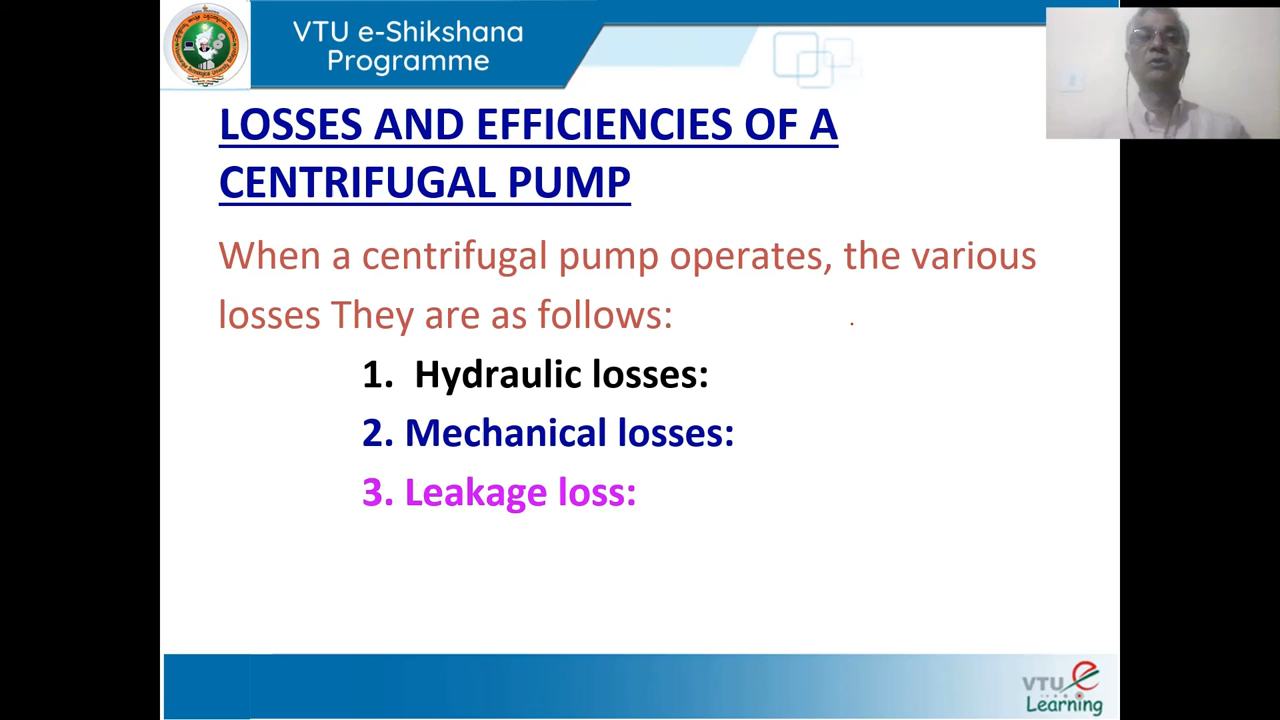 VTU e-Shikshana
Programme
LOSSES AND EFFICIENCIES OF A
CENTRIFUGAL PUMP
When a centrifugal pump operates, the various
losses They are as follows:
1. Hydraulic losses:
2. Mechanical losses:
3. Leakage loss:
VTU e
Learning